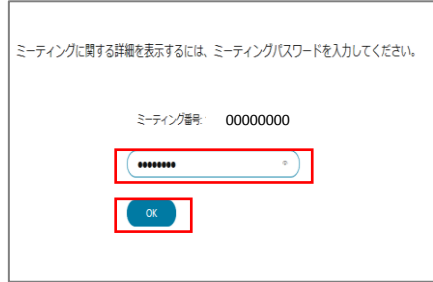 ミーティングに関する詳細を表示するには、ミーティングパスワードを入力してください。
ミーティング番号: 00000000
●●●●●●●●
OK